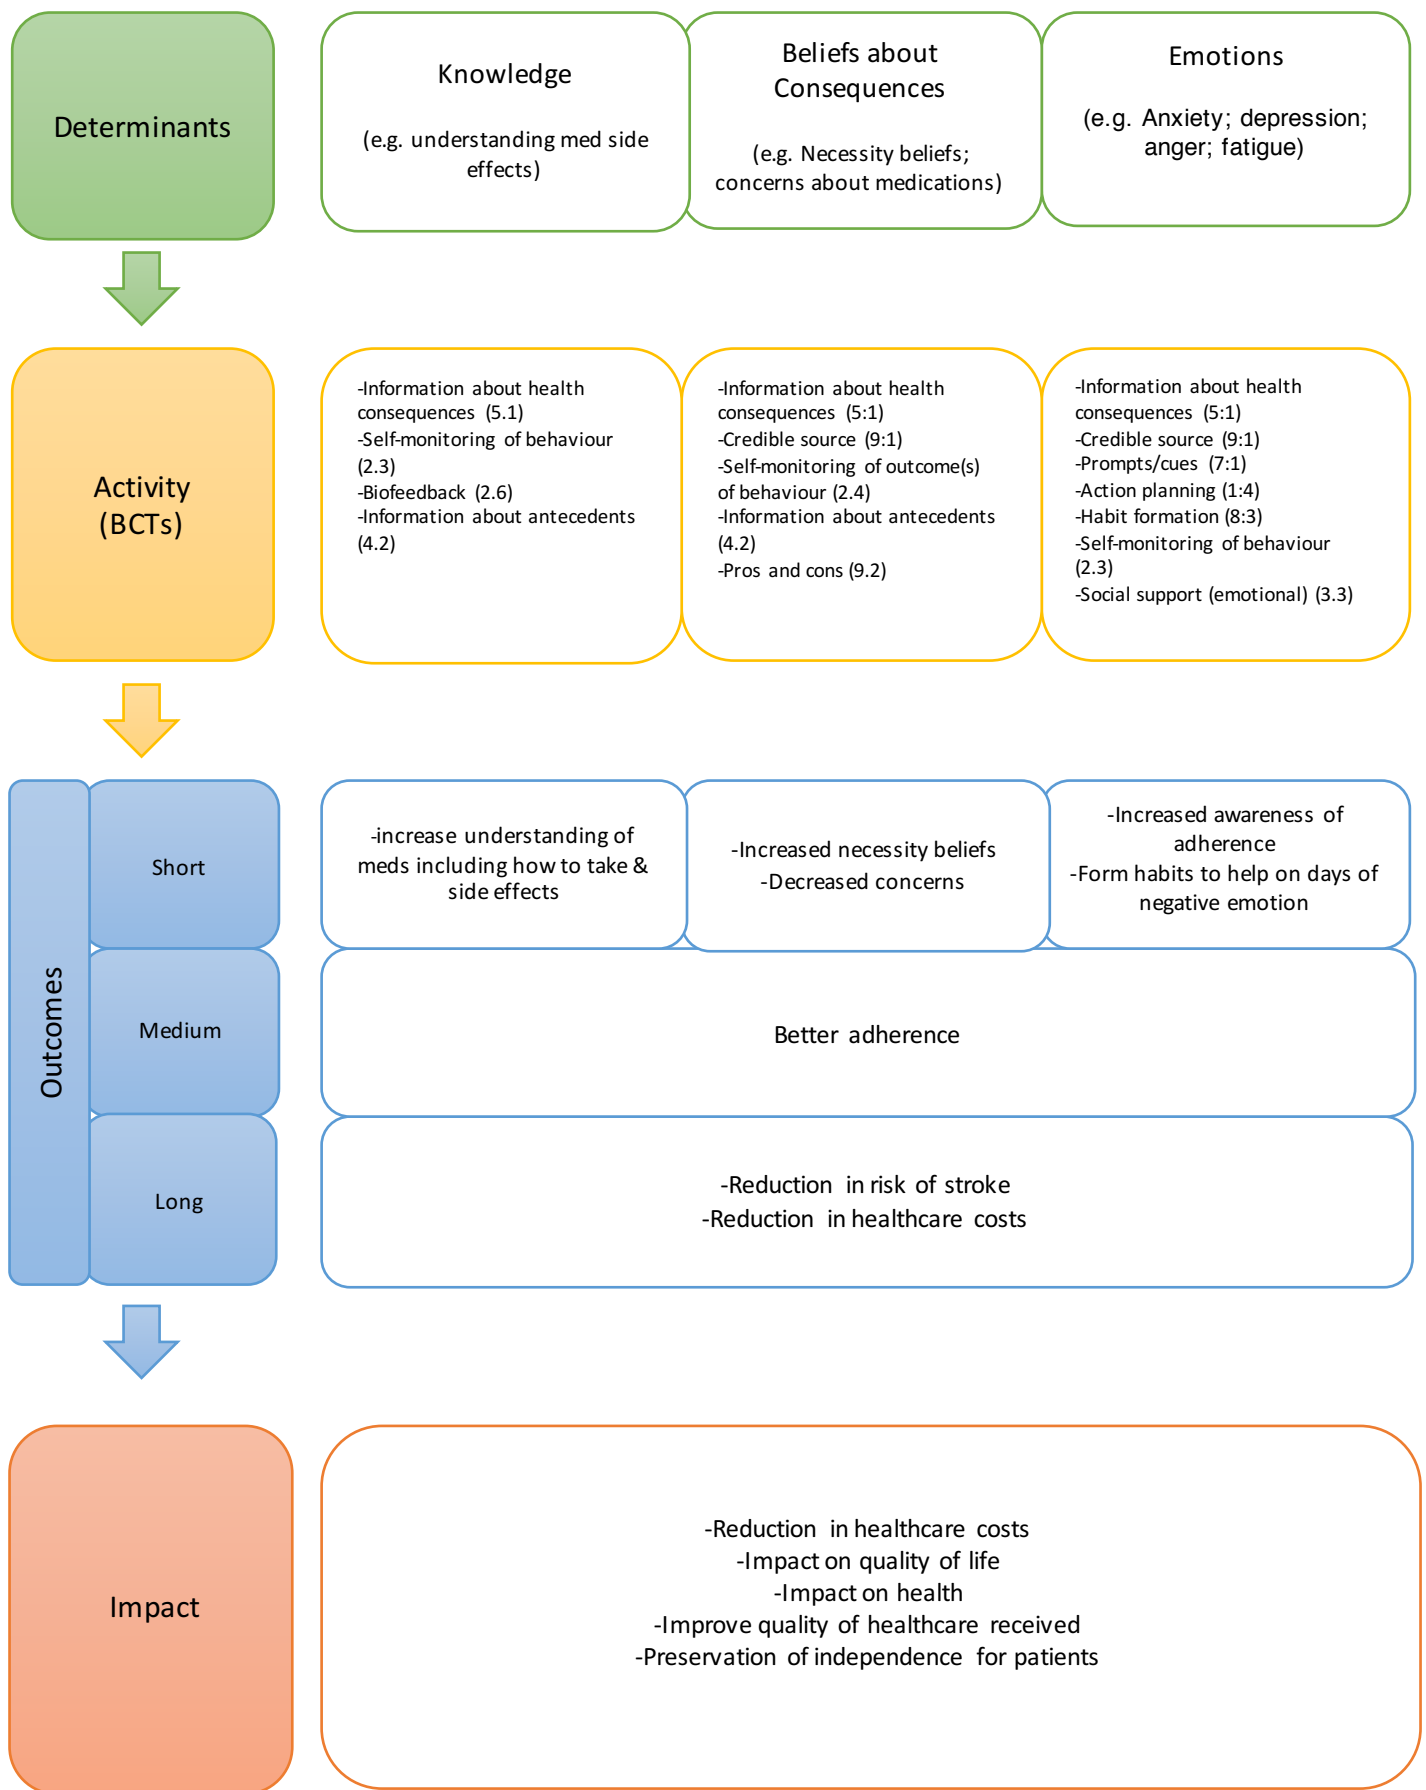 Determinants
Knowledge
(e.g. understanding med side
effects)
Beliefs about
Consequences
(e.g. Necessity beliefs;
concerns about medications)
Emotions
(e.g. Anxiety; depression;
anger; fatigue)
Activity
(BCTs)
-Information about health
consequences (5.1)
-Self-monitoring of behaviour
(2.3)
-Biofeedback (2.6)
-Information about antecedents
(4.2)
-Information about health
consequences (5:1)
-Credible source (9:1)
-Self-monitoring of outcome(s)
of behaviour (2.4)
-Information about antecedents
(4.2)
-Pros and cons (9.2)
-Information about health
consequences (5:1)
-Credible source (9:1)
-Prompts/cues (7:1)
-Action planning (1:4)
-Habit formation (8:3)
-Self-monitoring of behaviour
(2.3)
-Social support (emotional) (3.3)
Outcomes
Short
-increase understanding of
meds including how to take &
side effects
-Increased necessity beliefs
-Decreased concerns
-Increased awareness of
adherence
-Form habits to help on days of
negative emotion
Medium
Better adherence
Long
-Reduction in risk of stroke
-Reduction in healthcare costs
Impact
-Reduction in healthcare costs
-Impact on quality of life
-Impact on health
-Improve quality of healthcare received
-Preservation of independence for patients